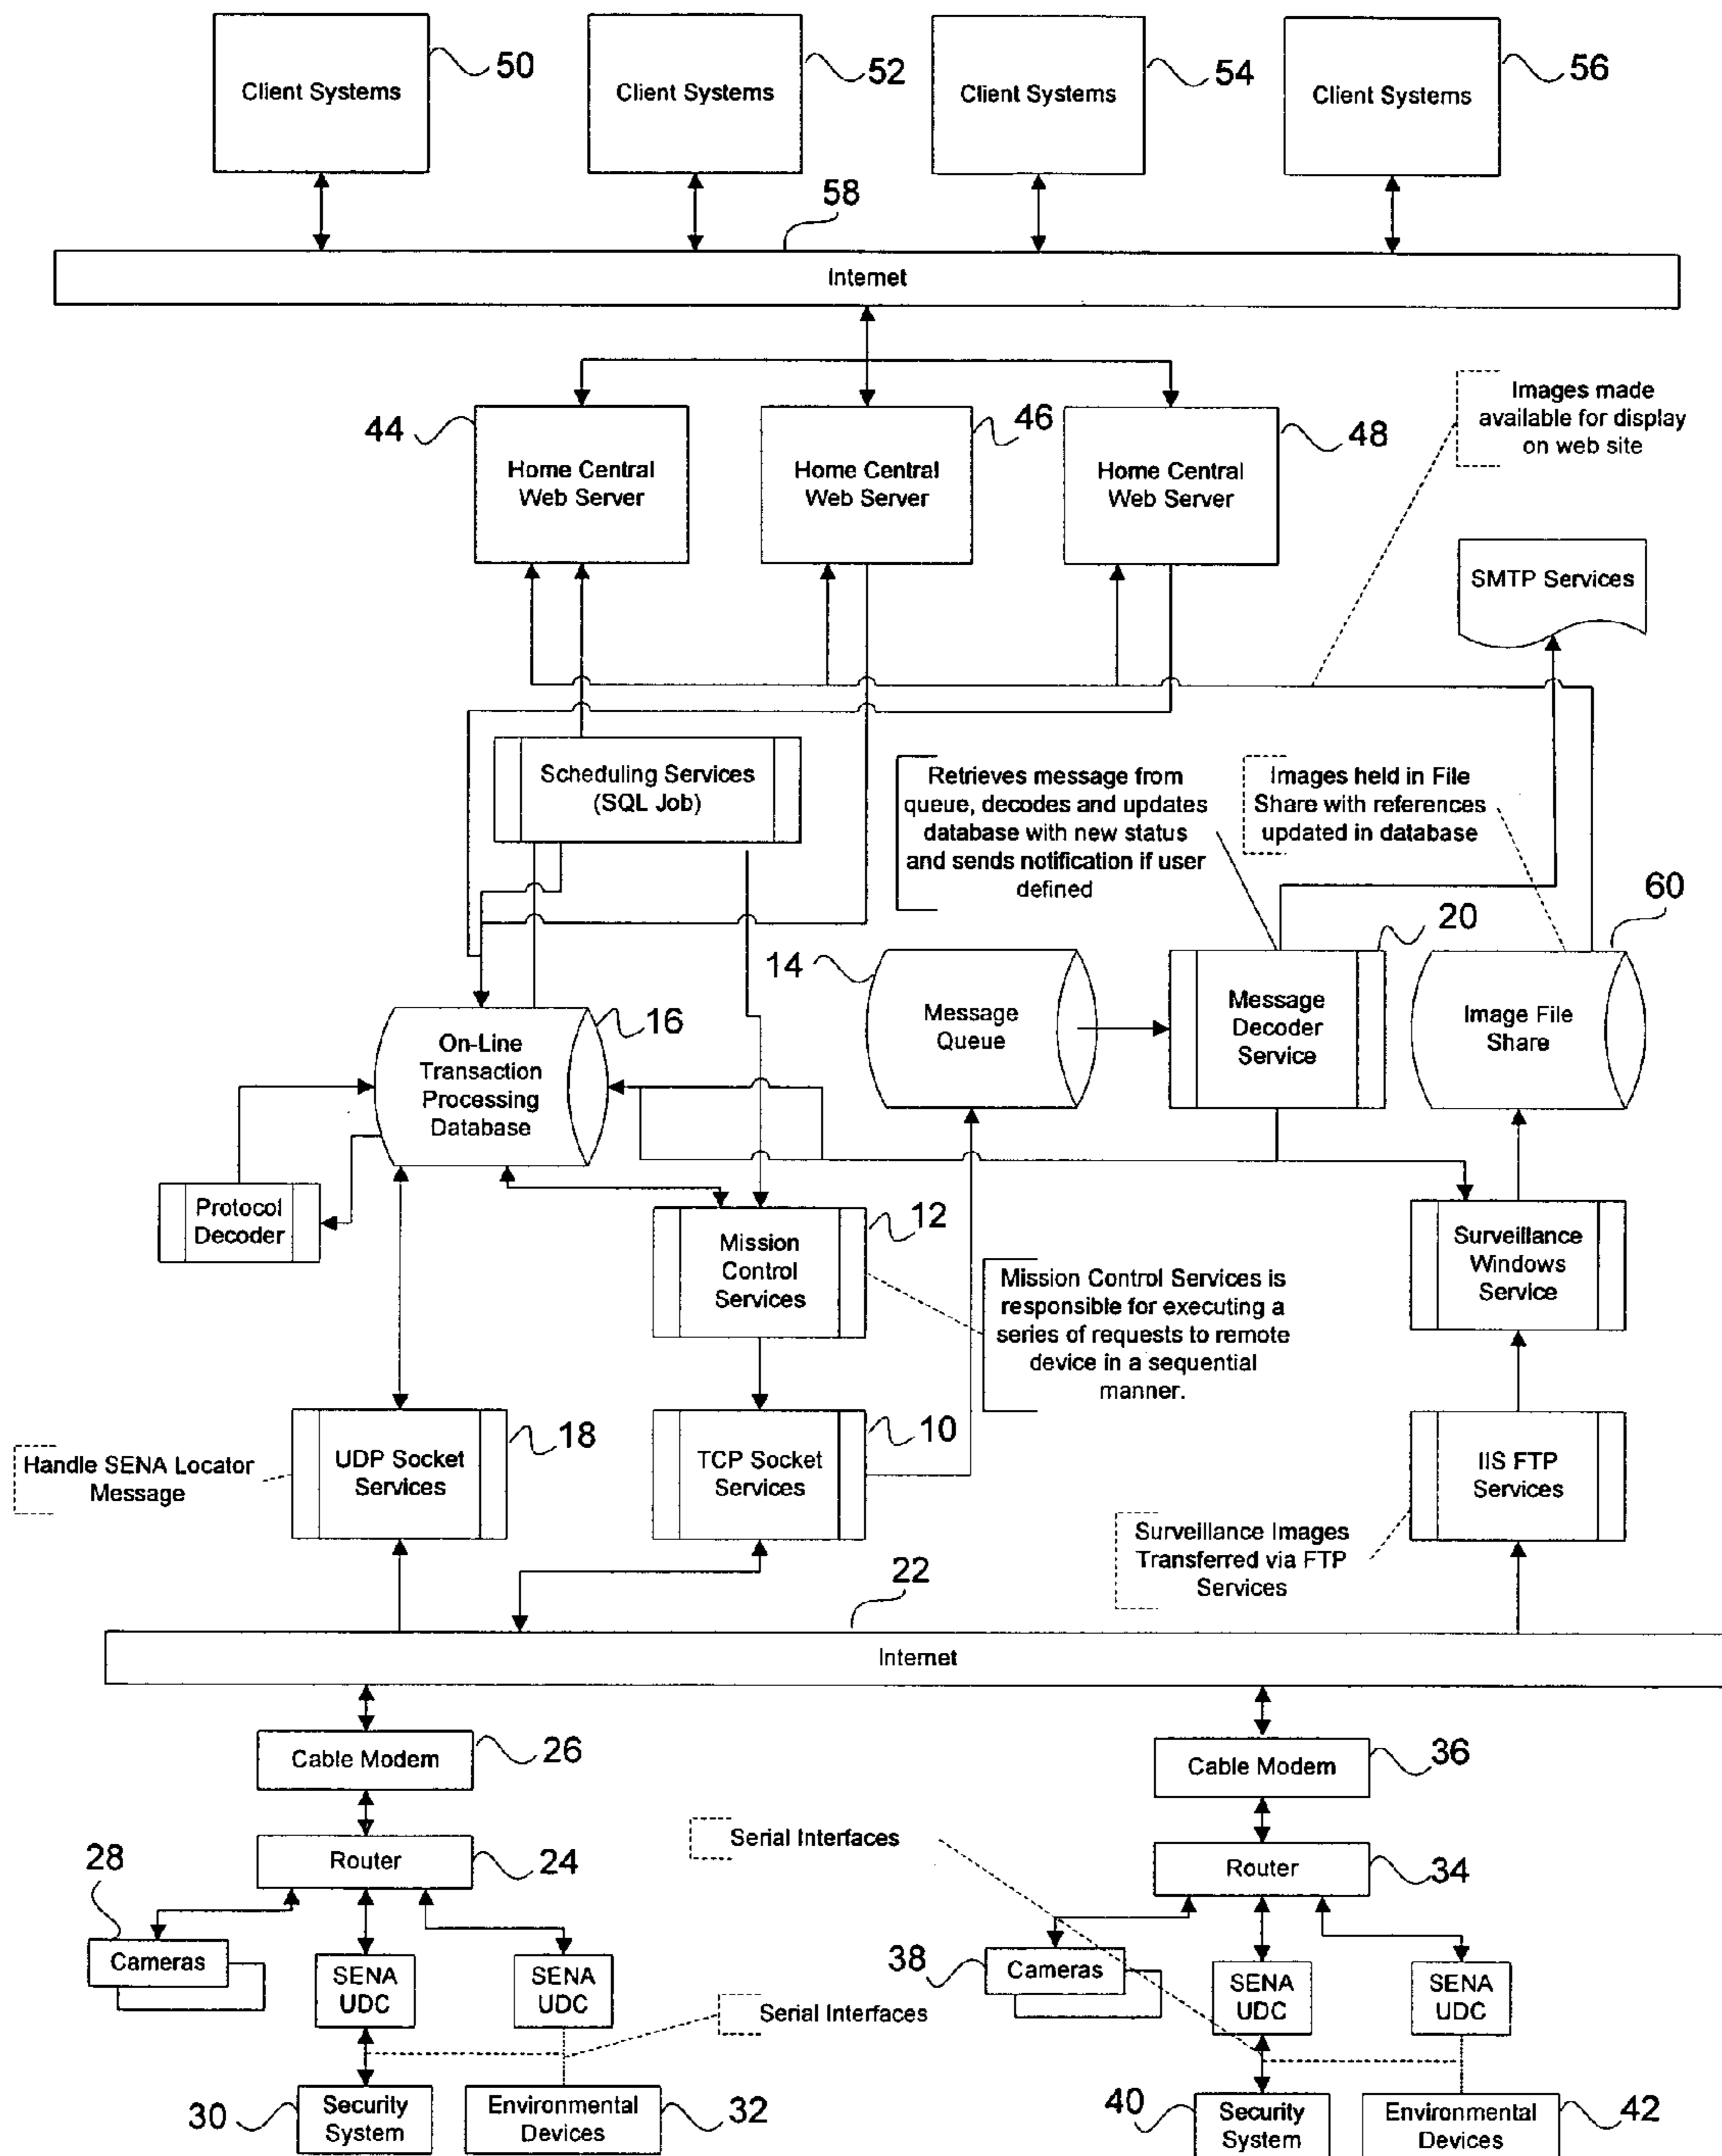 Client Systems
50
Client Systems
52
Client Systems
54
Client Systems
56
58
Internet
44
Home Central
Web Server
46
Home Central
Web Server
48
Home Central
Web Server
Images made
available for display
on web site
SMTP Services
Scheduling Services
(SQL Job)
Retrieves message from
queue, decodes and updates
database with new status
and sends notification if user
defined
Images held in File
Share with references
updated in database
60
20
14
Message
Queue
Message
Decoder
Service
Image File
Share
16
On-Line
Transaction
Processing
Database
Protocol
Decoder
12
Mission
Control
Services
Mission Control Services is
responsible for executing a
series of requests to remote
device in a sequential
manner.
Surveillance
Windows
Service
Handle SENA Locator
Message
18
UDP Socket
Services
10
TCP Socket
Services
IIS FTP
Services
Surveillance Images
Transferred via FTP
Services
22
Internet
Cable Modem
26
Cable Modem
36
Router
24
Serial Interfaces
Router
34
28
Cameras
SENA
UDC
SENA
UDC
38
Cameras
SENA
UDC
SENA
UDC
Serial Interfaces
30
Security
System
Environmental
Devices
32
40
Security
System
Environmental
Devices
42